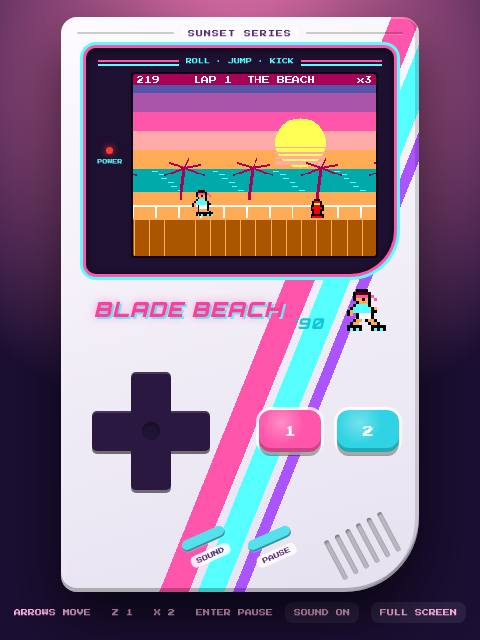 SUNSET SERIES
ROLL · JUMP · KICK
219 LAP 1 THE BEACH x3
POWER
BLADE BEACH
90
1 2
SOUND PAUSE
ARROWS MOVE Z 1 X 2 ENTER PAUSE SOUND ON FULL SCREEN